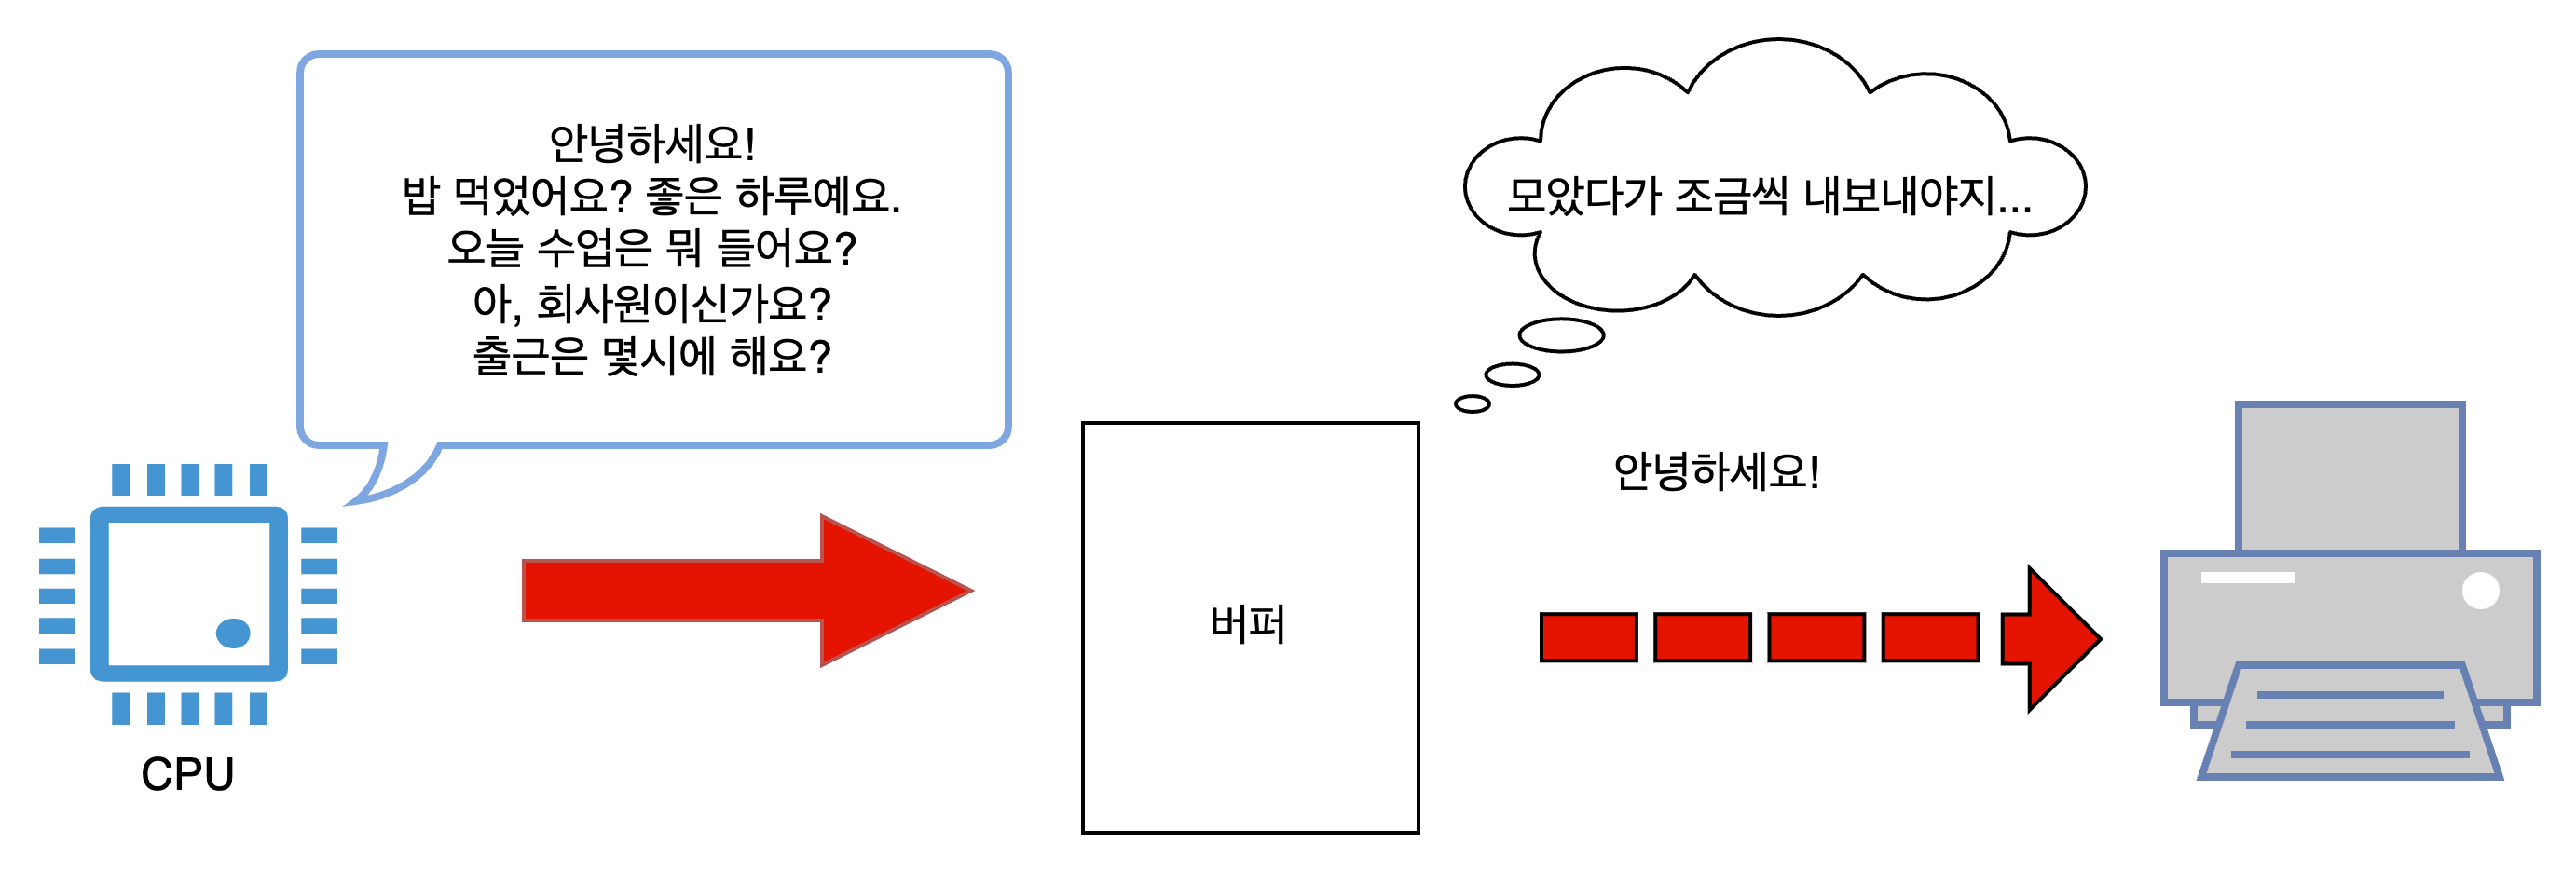 안녕하세요!
밥 먹었어요? 좋은 하루예요.
오늘 수업은 뭐 들어요?
아, 회사원이신가요?
출근은 몇시에 해요?
모았다가 조금씩 내보내야지...
안녕하세요!
버퍼
CPU